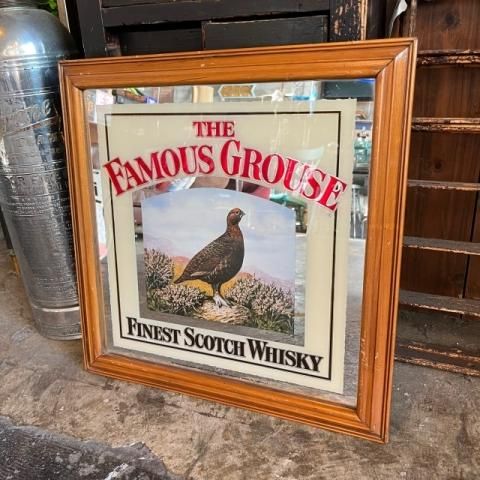 THE
FAMOUS GROUSE
FINEST SCOTCH WHISKY